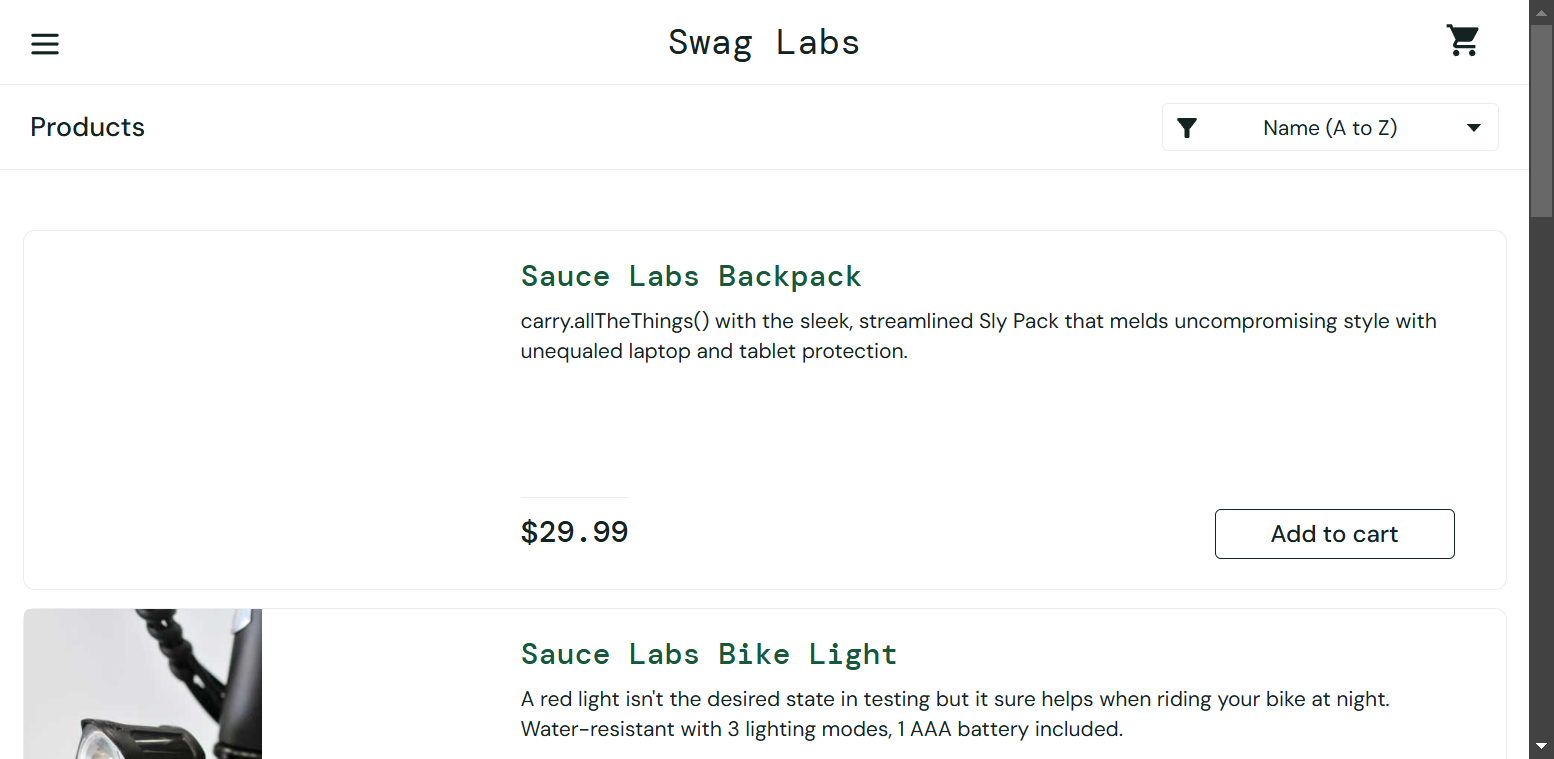 Swag Labs
Products
Name (A to Z)
Sauce Labs Backpack
carry.allTheThings() with the sleek, streamlined Sly Pack that melds uncompromising style with
unequaled laptop and tablet protection.
$29.99
Add to cart
Sauce Labs Bike Light
A red light isn't the desired state in testing but it sure helps when riding your bike at night.
Water-resistant with 3 lighting modes, 1 AAA battery included.